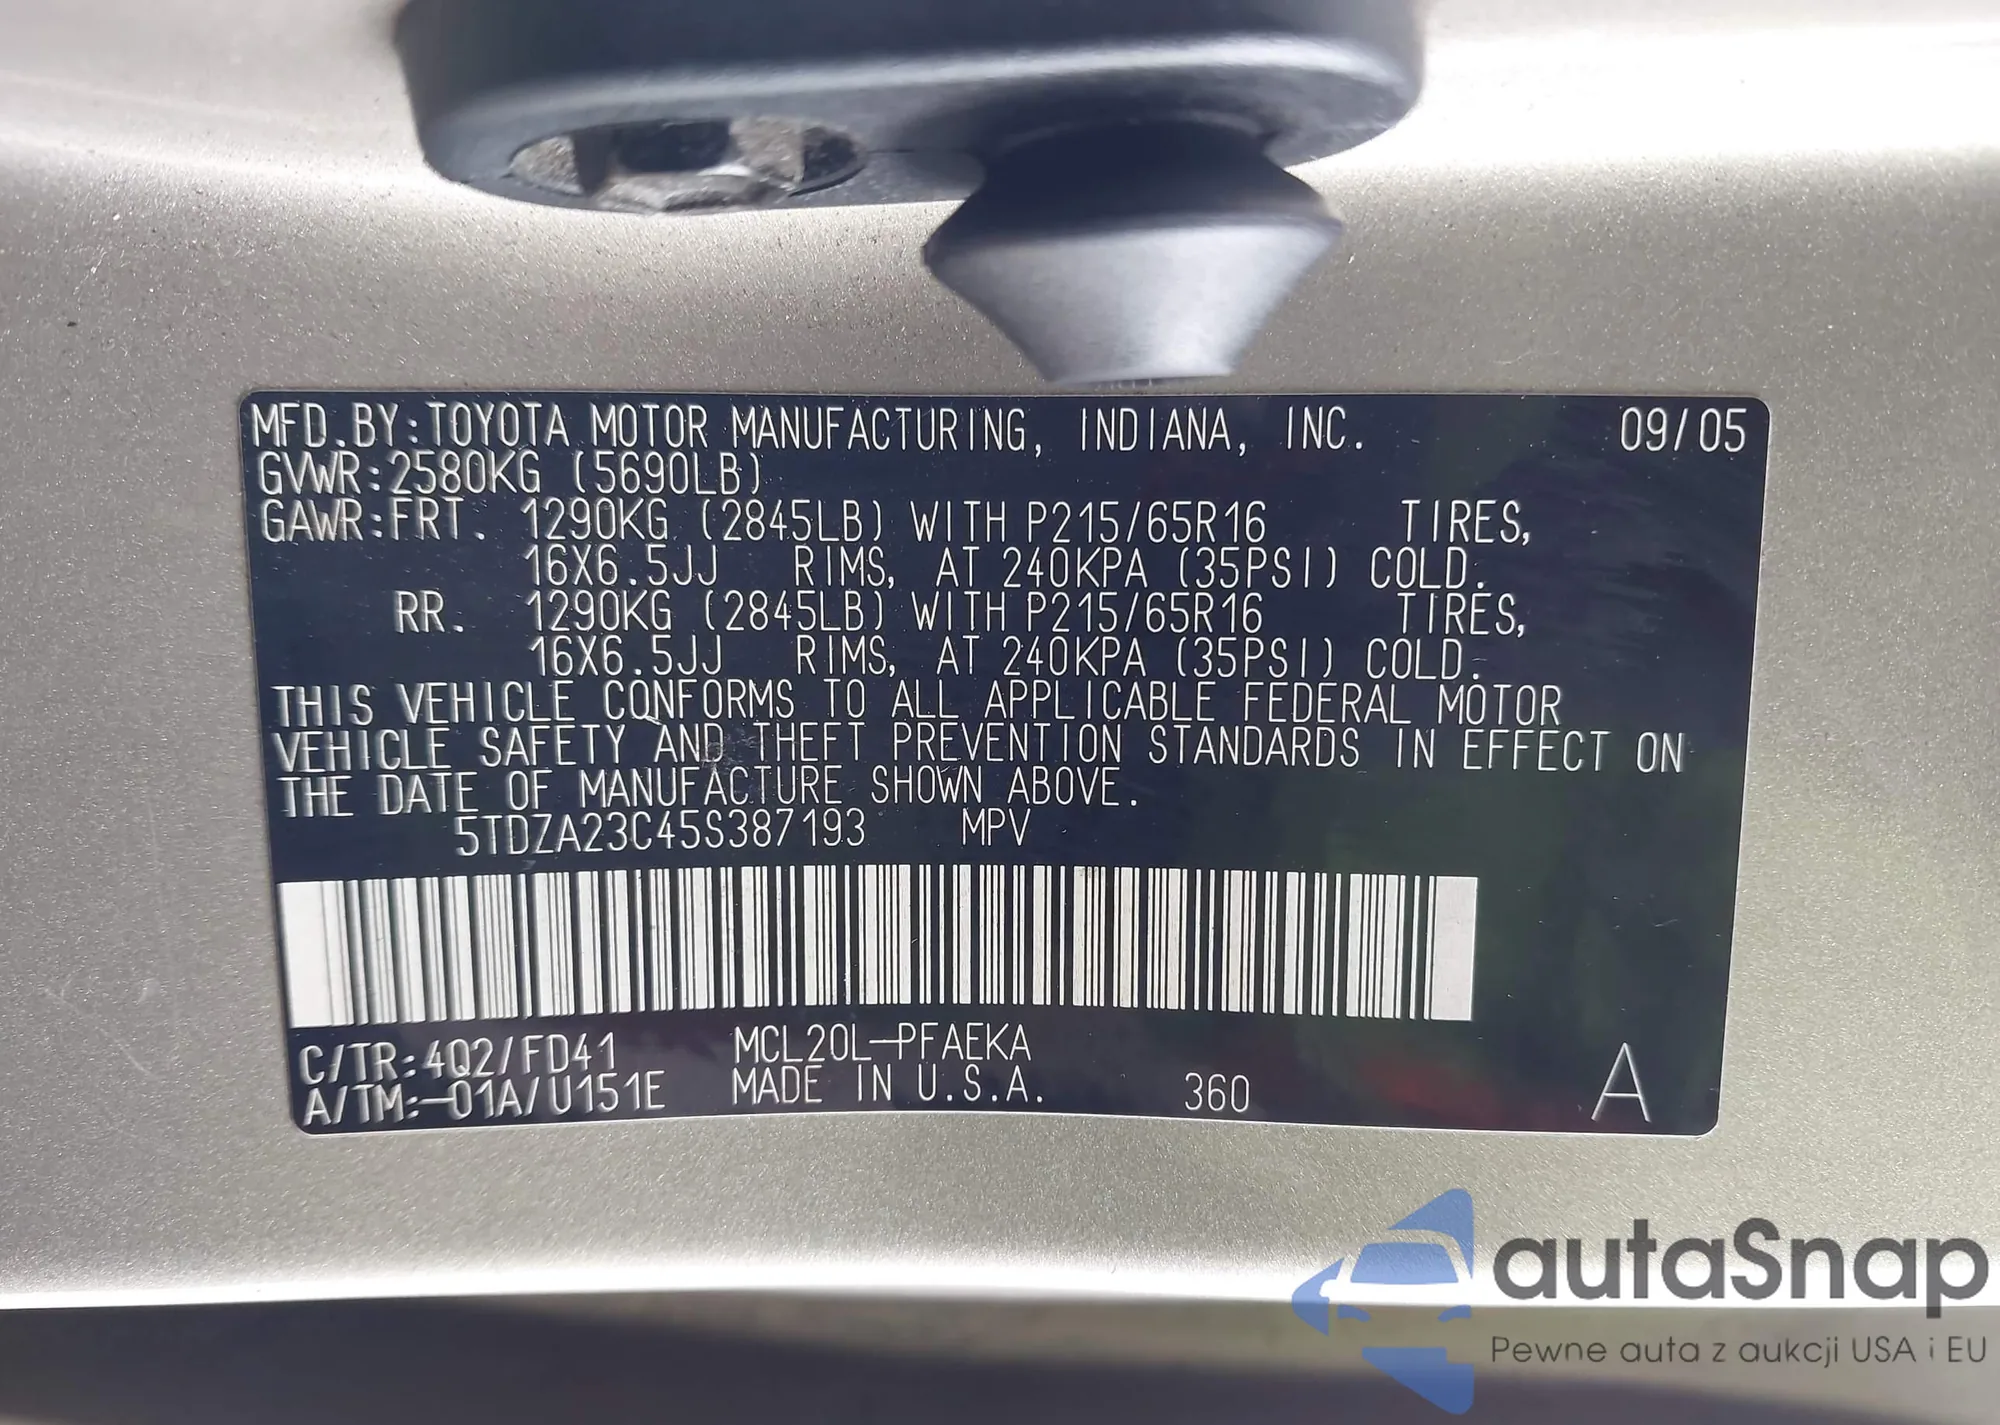 MFD.BY:TOYOTA MOTOR MANUFACTURING, INDIANA, INC. 09/05
GVWR:2580KG (5690LB)
GAWR:FRT. 1290KG (2845LB) WITH P215/65R16 TIRES,
16X6.5JJ RIMS, AT 240KPA (35PSI) COLD.
RR. 1290KG (2845LB) WITH P215/65R16 TIRES,
16X6.5JJ RIMS, AT 240KPA (35PSI) COLD.
THIS VEHICLE CONFORMS TO ALL APPLICABLE FEDERAL MOTOR
VEHICLE SAFETY AND THEFT PREVENTION STANDARDS IN EFFECT ON
THE DATE OF MANUFACTURE SHOWN ABOVE.
5TDZA23C45S387193 MPV
C/TR:4Q2/FD41 MCL20L-PFAEKA
A/TM:-01A/U151E MADE IN U.S.A. 360 A
autoSnap
Pewne auta z aukcji USA i EU